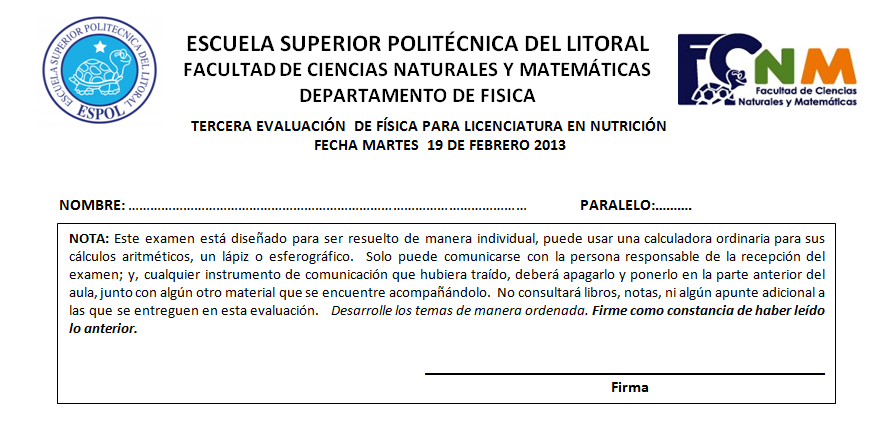 ESCUELA SUPERIOR POLITECNICA DEL LITORAL
ESPOL
ESCUELA SUPERIOR POLITÉCNICA DEL LITORAL
FACULTAD DE CIENCIAS NATURALES Y MATEMÁTICAS
DEPARTAMENTO DE FISICA
FCNM
Facultad de Ciencias
Naturales y Matemáticas
TERCERA EVALUACIÓN DE FÍSICA PARA LICENCIATURA EN NUTRICIÓN
FECHA MARTES 19 DE FEBRERO 2013
NOMBRE: ………………………………………………………………………………………………… PARALELO:..........
NOTA: Este examen está diseñado para ser resuelto de manera individual, puede usar una calculadora ordinaria para sus
cálculos aritméticos, un lápiz o esferográfico. Solo puede comunicarse con la persona responsable de la recepción del
examen; y, cualquier instrumento de comunicación que hubiera traído, deberá apagarlo y ponerlo en la parte anterior del
aula, junto con algún otro material que se encuentre acompañándolo. No consultará libros, notas, ni algún apunte adicional a
las que se entreguen en esta evaluación. Desarrolle los temas de manera ordenada. Firme como constancia de haber leído
lo anterior.
Firma